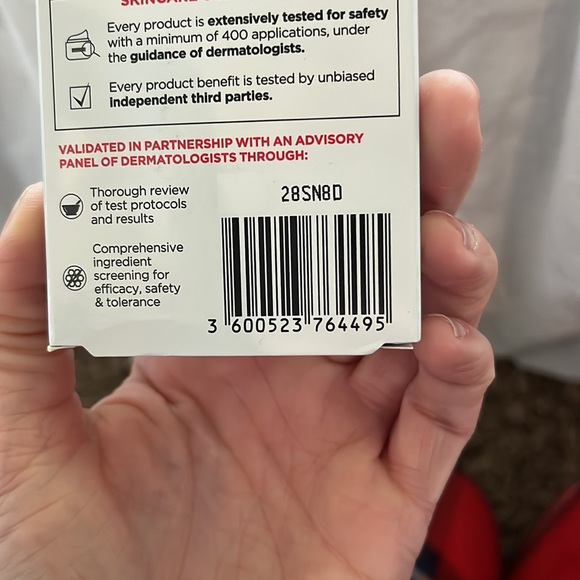 SKINCARE
Every product is extensively tested for safety
with a minimum of 400 applications, under
the guidance of dermatologists.
Every product benefit is tested by unbiased
independent third parties.
VALIDATED IN PARTNERSHIP WITH AN ADVISORY
PANEL OF DERMATOLOGISTS THROUGH:
Thorough review
of test protocols
and results
Comprehensive
ingredient
screening for
efficacy, safety
& tolerance
28SN8D
3 600523 764495